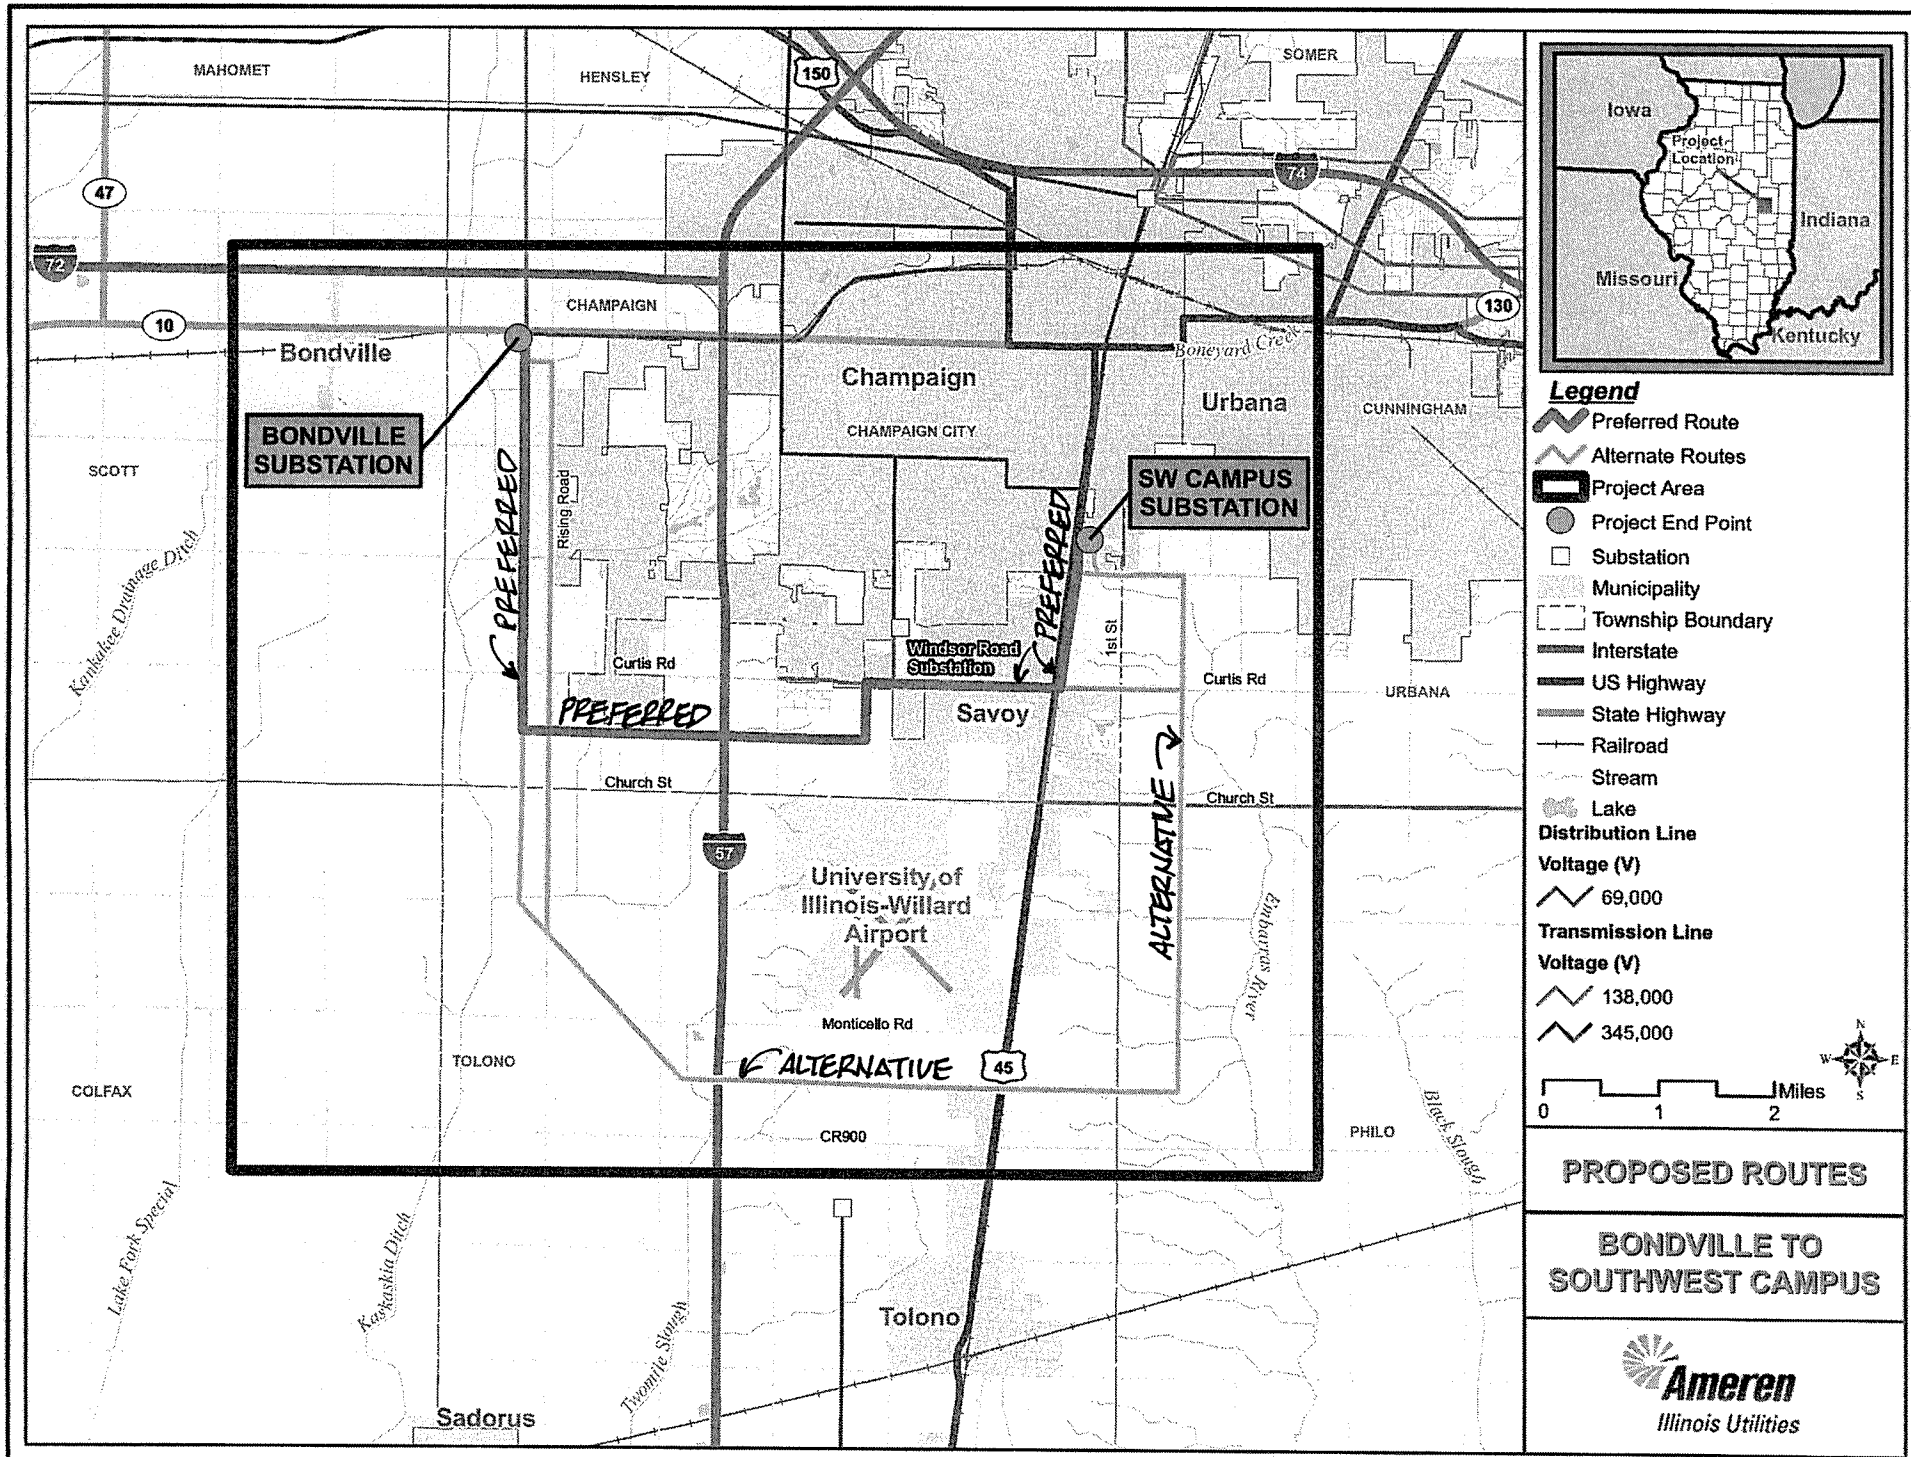 MAHOMET
HENSLEY
150
SOMER
47
74
72
CHAMPAIGN
130
10
Bondville
Boneyard Creek
Champaign
Urbana
CUNNINGHAM
CHAMPAIGN CITY
BONDVILLE
SUBSTATION
SCOTT
SW CAMPUS
SUBSTATION
PREFERRED
Rising Road
PREFERRED
Kankakee Drainage Ditch
1st St
Windsor Road
Substation
Curtis Rd
Curtis Rd
URBANA
PREFERRED
Savoy
Church St
Church St
ALTERNATIVE
57
University of
Illinois-Willard
Airport
Embarras River
Monticello Rd
TOLONO
ALTERNATIVE
45
COLFAX
CR900
PHILO
Black Slough
Lake Fork Special
Kaskaskia Ditch
Twomile Slough
Tolono
Sadorus
Iowa
Project
Location
Indiana
Missouri
Kentucky
Legend
Preferred Route
Alternate Routes
Project Area
Project End Point
Substation
Municipality
Township Boundary
Interstate
US Highway
State Highway
Railroad
Stream
Lake
Distribution Line
Voltage (V)
69,000
Transmission Line
Voltage (V)
138,000
345,000
N
W E
S
Miles
0 1 2
PROPOSED ROUTES
BONDVILLE TO
SOUTHWEST CAMPUS
Ameren
Illinois Utilities